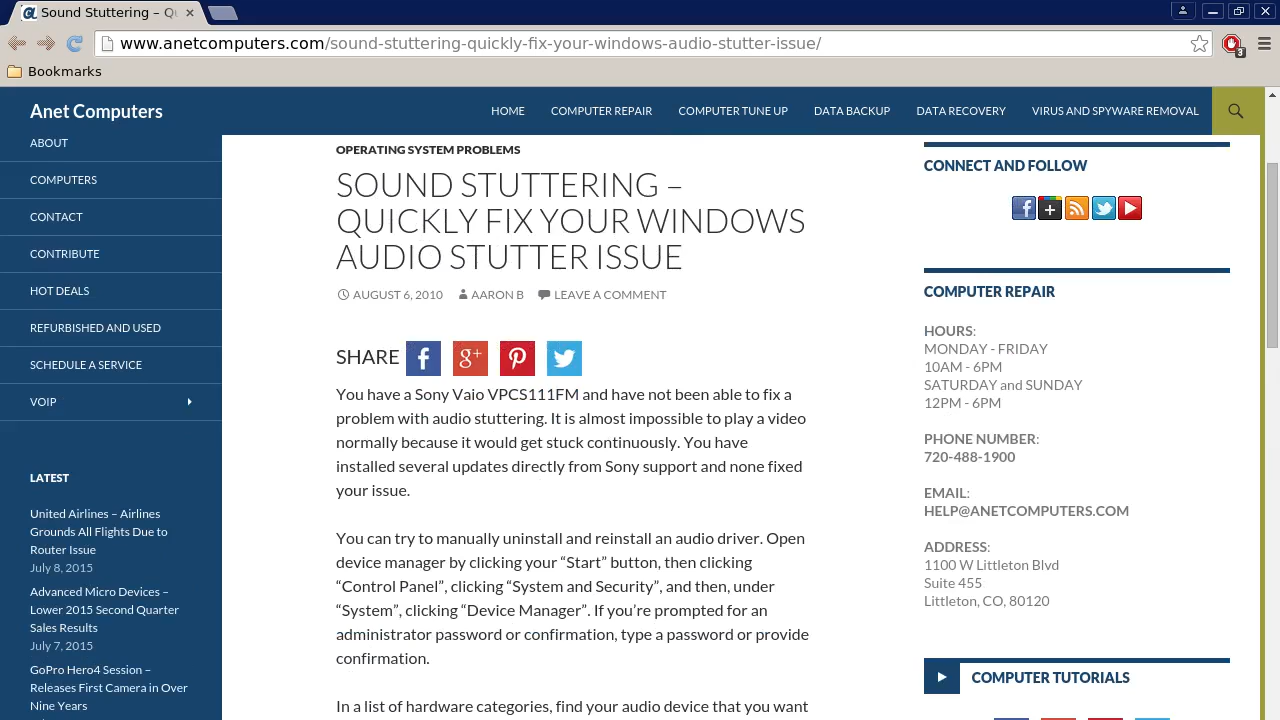 Sound Stuttering – Qu
www.anetcomputers.com/sound-stuttering-quickly-fix-your-windows-audio-stutter-issue/
3
Bookmarks
Anet Computers
HOME COMPUTER REPAIR COMPUTER TUNE UP DATA BACKUP DATA RECOVERY VIRUS AND SPYWARE REMOVAL
ABOUT
COMPUTERS
CONTACT
CONTRIBUTE
HOT DEALS
REFURBISHED AND USED
SCHEDULE A SERVICE
VOIP
LATEST
United Airlines – Airlines
Grounds All Flights Due to
Router Issue
July 8, 2015
Advanced Micro Devices –
Lower 2015 Second Quarter
Sales Results
July 7, 2015
GoPro Hero4 Session –
Releases First Camera in Over
Nine Years
OPERATING SYSTEM PROBLEMS
SOUND STUTTERING –
QUICKLY FIX YOUR WINDOWS
AUDIO STUTTER ISSUE
AUGUST 6, 2010 AARON B LEAVE A COMMENT
SHARE
You have a Sony Vaio VPCS111FM and have not been able to fix a
problem with audio stuttering. It is almost impossible to play a video
normally because it would get stuck continuously. You have
installed several updates directly from Sony support and none fixed
your issue.
You can try to manually uninstall and reinstall an audio driver. Open
device manager by clicking your “Start” button, then clicking
“Control Panel”, clicking “System and Security”, and then, under
“System”, clicking “Device Manager”. If you’re prompted for an
administrator password or confirmation, type a password or provide
confirmation.
In a list of hardware categories, find your audio device that you want
CONNECT AND FOLLOW
COMPUTER REPAIR
HOURS:
MONDAY - FRIDAY
10AM - 6PM
SATURDAY and SUNDAY
12PM - 6PM
PHONE NUMBER:
720-488-1900
EMAIL:
HELP@ANETCOMPUTERS.COM
ADDRESS:
1100 W Littleton Blvd
Suite 455
Littleton, CO, 80120
COMPUTER TUTORIALS